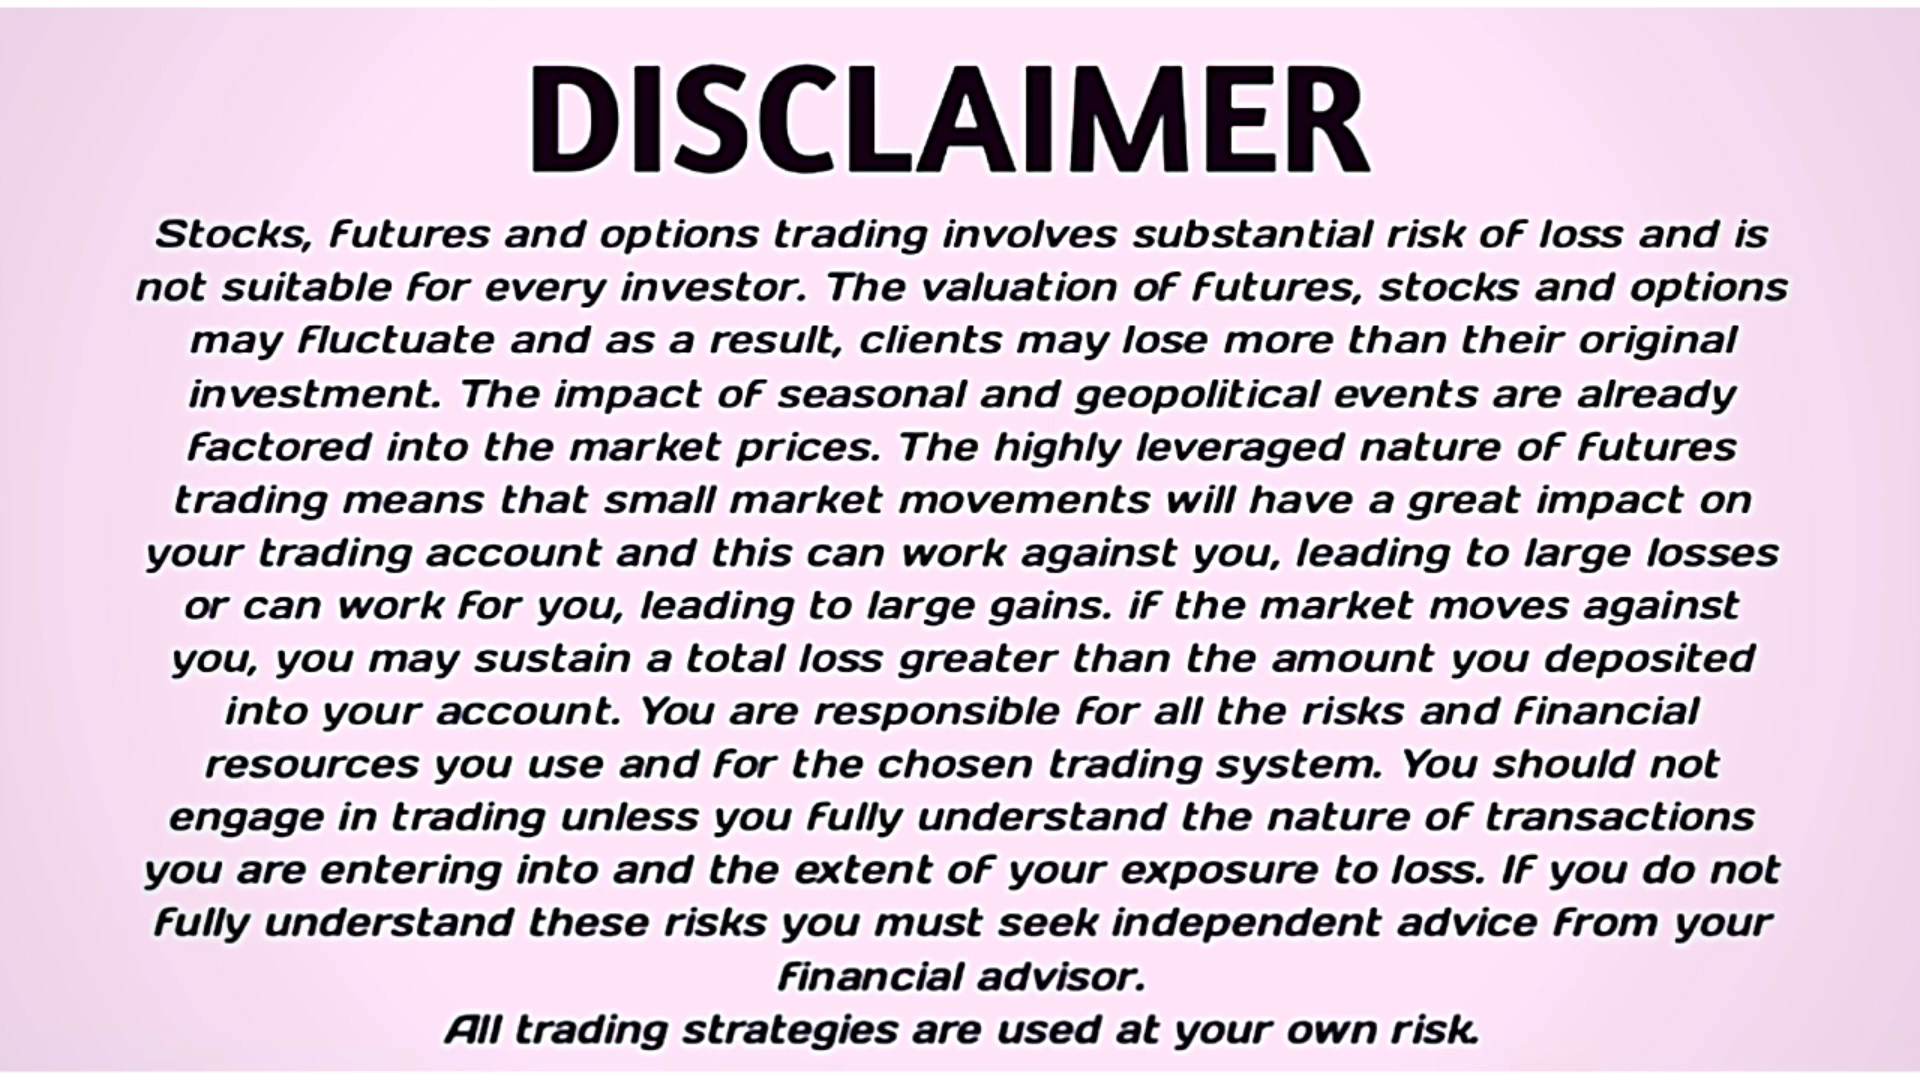 DISCLAIMER
Stocks, futures and options trading involves substantial risk of loss and is
not suitable for every investor. The valuation of futures, stocks and options
may fluctuate and as a result, clients may lose more than their original
investment. The impact of seasonal and geopolitical events are already
factored into the market prices. The highly leveraged nature of futures
trading means that small market movements will have a great impact on
your trading account and this can work against you, leading to large losses
or can work for you, leading to large gains. if the market moves against
you, you may sustain a total loss greater than the amount you deposited
into your account. You are responsible for all the risks and financial
resources you use and for the chosen trading system. You should not
engage in trading unless you fully understand the nature of transactions
you are entering into and the extent of your exposure to loss. If you do not
fully understand these risks you must seek independent advice from your
financial advisor.
All trading strategies are used at your own risk.